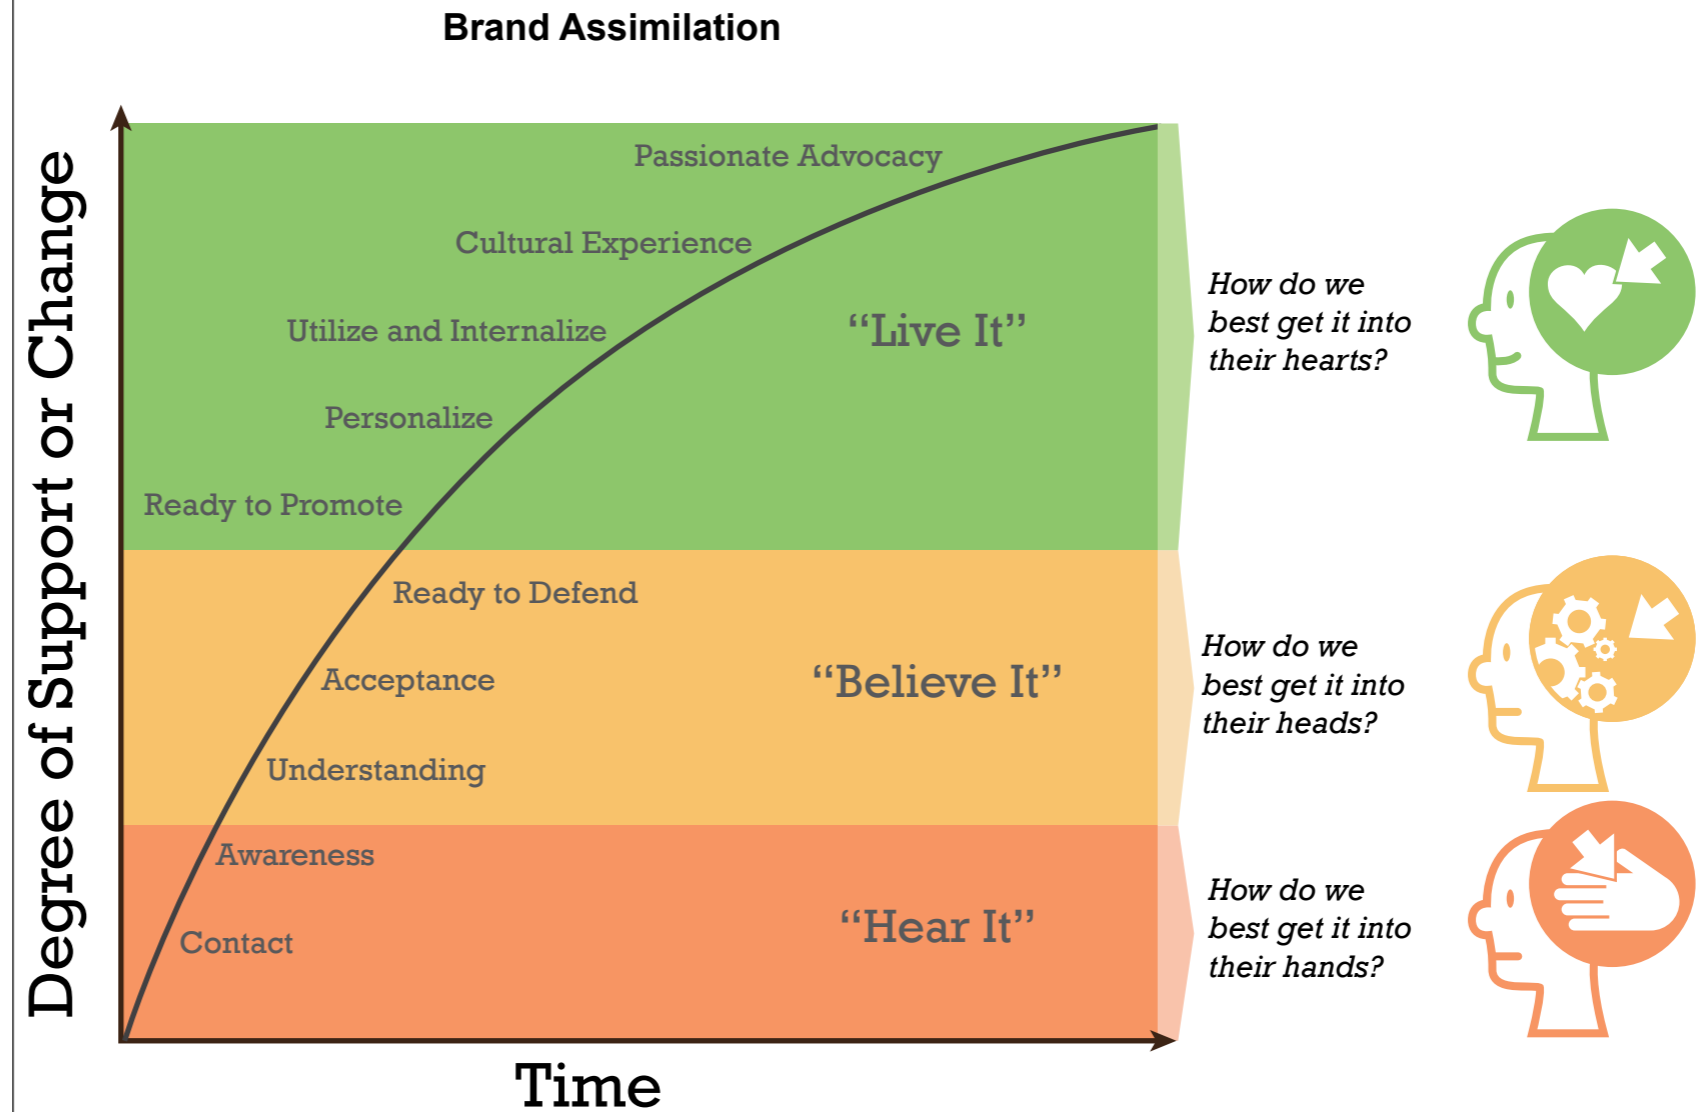 Brand Assimilation
Degree of Support or Change
Passionate Advocacy
Cultural Experience
Utilize and Internalize
“Live It”
Personalize
Ready to Promote
How do we
best get it into
their hearts?
Ready to Defend
Acceptance
“Believe It”
Understanding
How do we
best get it into
their heads?
Awareness
“Hear It”
Contact
How do we
best get it into
their hands?
Time